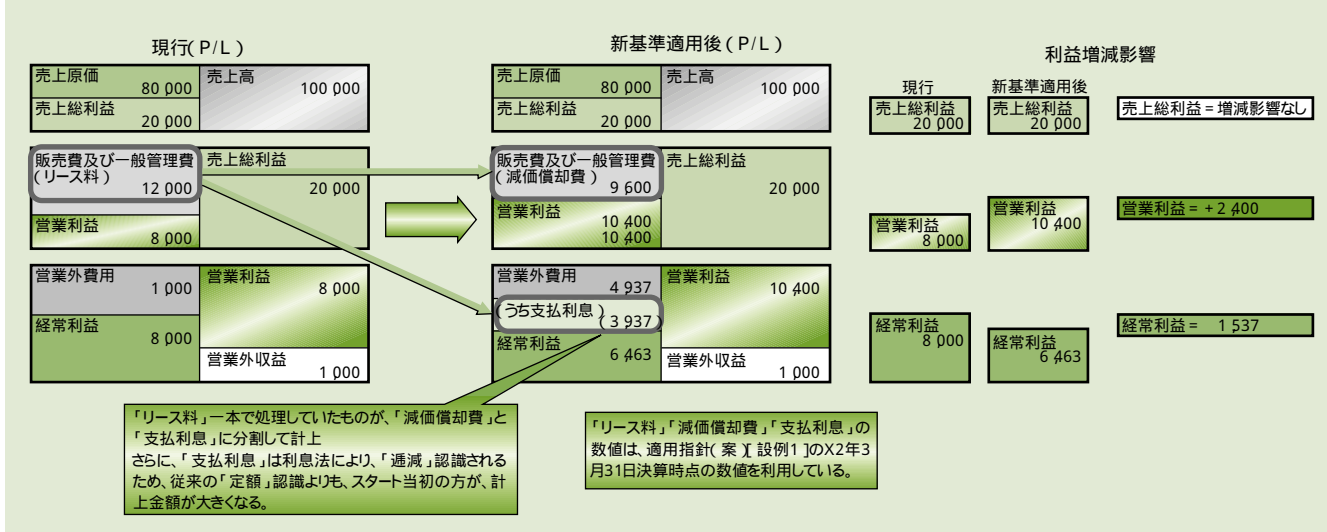 現行(P/L)
新基準適用後(P/L)
利益増減影響
売上原価
80,000
売上高
100,000
売上総利益
20,000
販売費及び一般管理費
(リース料)
12,000
売上総利益
20,000
営業利益
8,000
営業外費用
1,000
営業利益
8,000
経常利益
8,000
営業外収益
1,000
売上原価
80,000
売上高
100,000
売上総利益
20,000
販売費及び一般管理費
(減価償却費)
9,600
売上総利益
20,000
営業利益
10,400
10,400
営業外費用
4,937
営業利益
10,400
(うち支払利息)
(3,937)
経常利益
6,463
営業外収益
1,000
現行
新基準適用後
売上総利益
20,000
売上総利益
20,000
売上総利益=増減影響なし
営業利益
8,000
営業利益
10,400
営業利益=+2,400
経常利益
8,000
経常利益
6,463
経常利益= 1,537
「リース料」一本で処理していたものが、「減価償却費」と
「支払利息」に分割して計上
さらに、「支払利息」は利息法により、「逓減」認識される
ため、従来の「定額」認識よりも、スタート当初の方が、計
上金額が大きくなる。
「リース料」「減価償却費」「支払利息」の
数値は、適用指針(案)[設例1]のX2年3
月31日決算時点の数値を利用している。